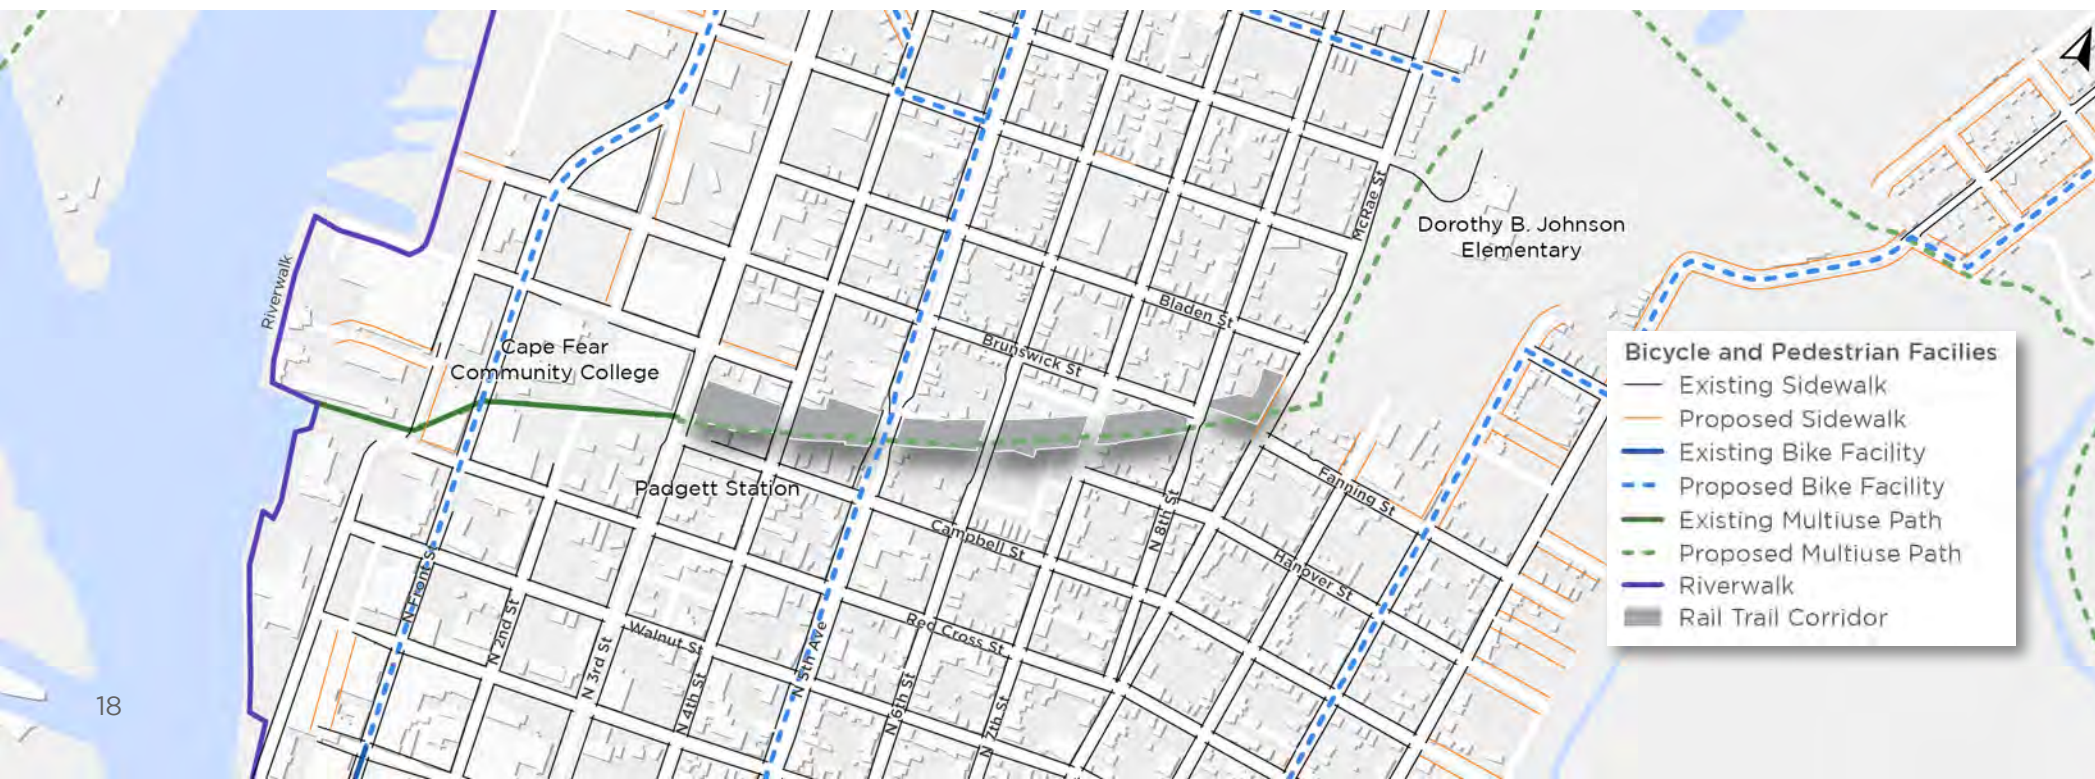 Riverwalk
Cape Fear
Community College
Padgett Station
McRae St
Dorothy B. Johnson
Elementary
Bladen St
Brunswick St
Campbell St
N 8th St
Fanning St
Hanover St
N Front St
N 2nd St
N 3rd St
Walnut St
N 4th St
N 5th Ave
Red Cross St
N 6th St
N 7th St
Bicycle and Pedestrian Facilies
Existing Sidewalk
Proposed Sidewalk
Existing Bike Facility
Proposed Bike Facility
Existing Multiuse Path
Proposed Multiuse Path
Riverwalk
Rail Trail Corridor
18